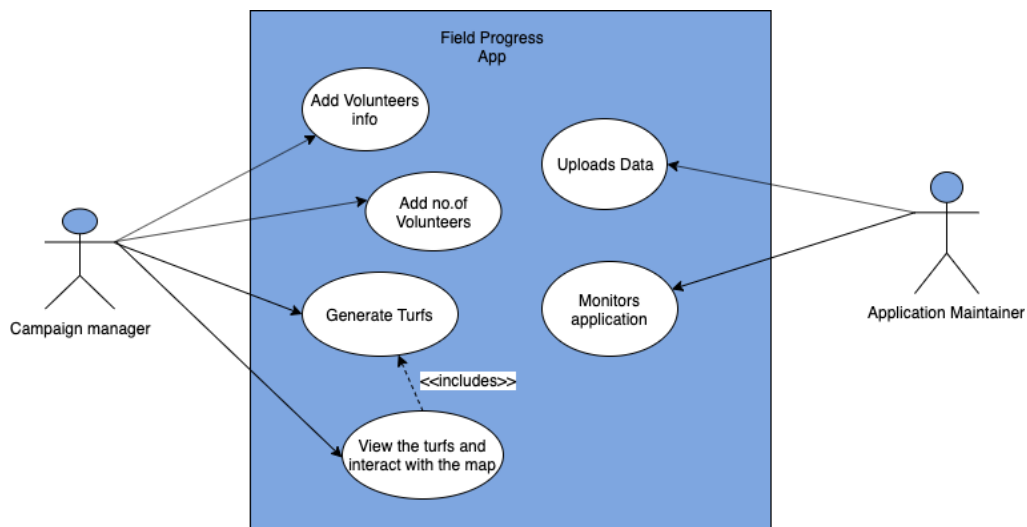 Field Progress
App
Add Volunteers
info
Uploads Data
Add no.of
Volunteers
Generate Turfs
Monitors
application
Campaign manager
Application Maintainer
<<includes>>
View the turfs and
interact with the map